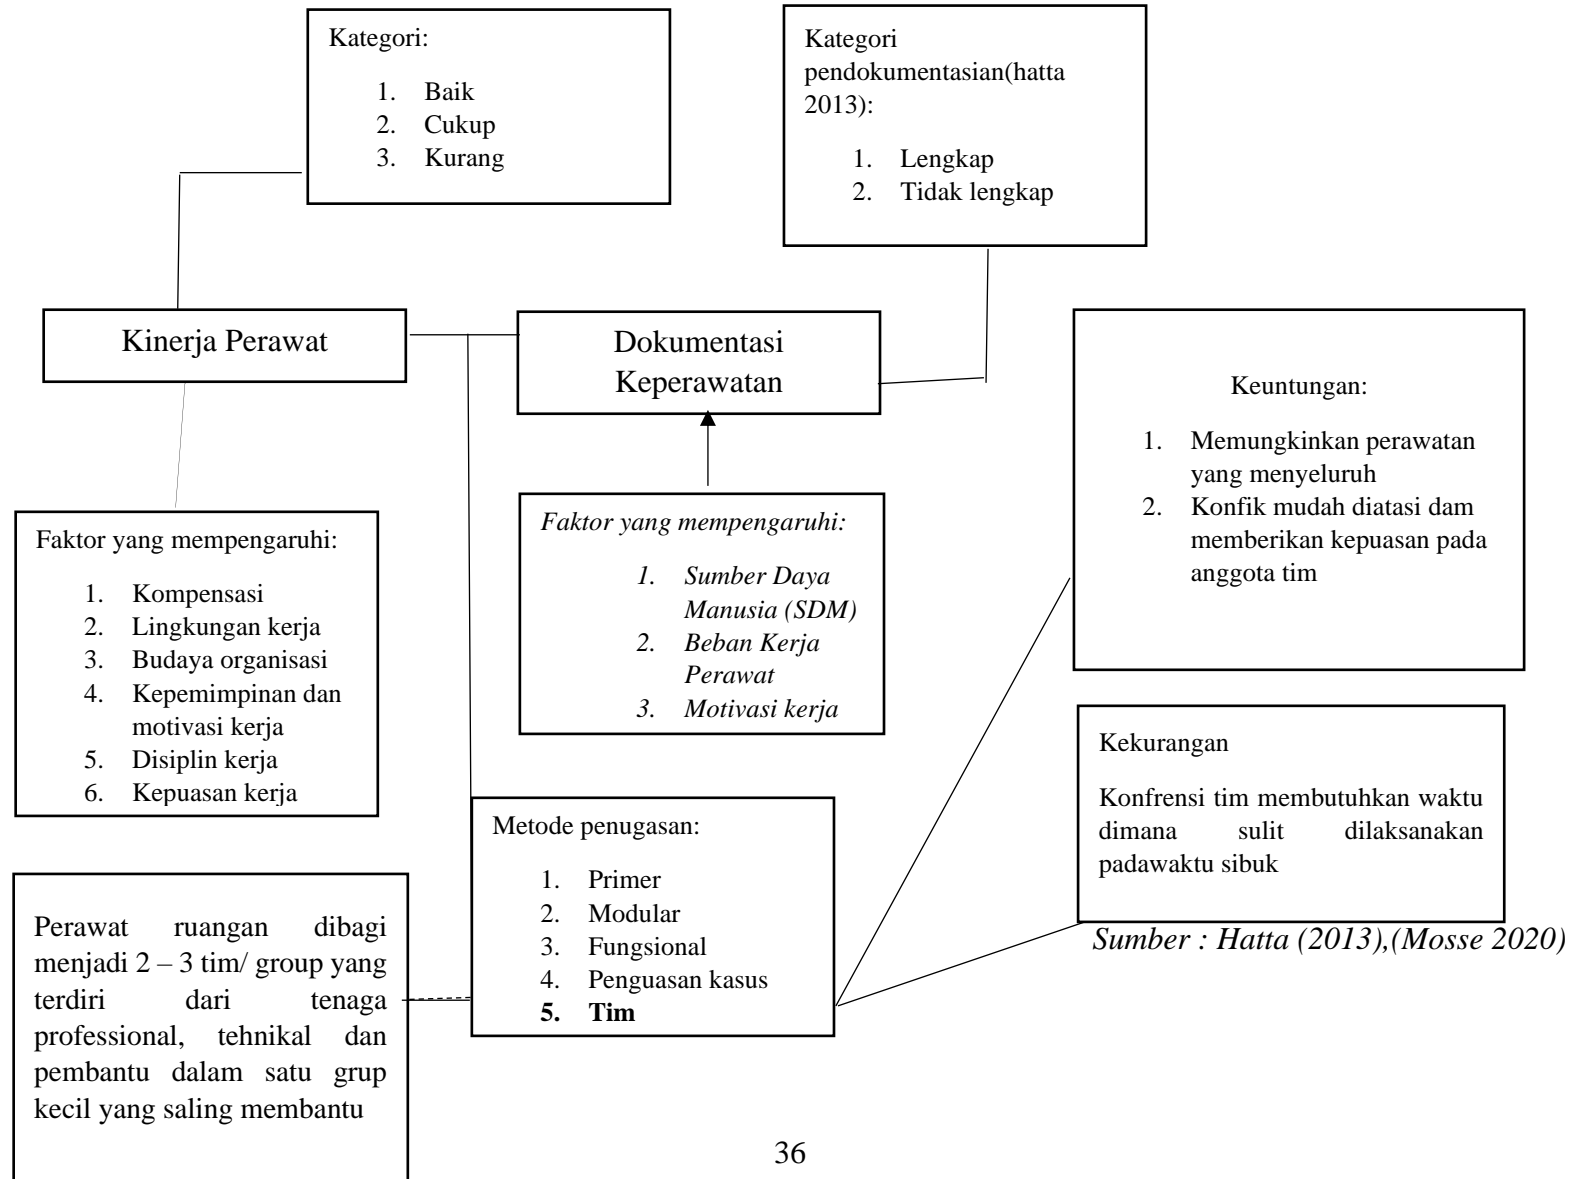 Kategori:
1. Baik
2. Cukup
3. Kurang
Kategori
pendokumentasian(hatta
2013):
1. Lengkap
2. Tidak lengkap
Kinerja Perawat
Dokumentasi
Keperawatan
Keuntungan:
1. Memungkinkan perawatan
yang menyeluruh
2. Konfik mudah diatasi dam
memberikan kepuasan pada
anggota tim
Faktor yang mempengaruhi:
1. Kompensasi
2. Lingkungan kerja
3. Budaya organisasi
4. Kepemimpinan dan
motivasi kerja
5. Disiplin kerja
6. Kepuasan kerja
Faktor yang mempengaruhi:
1. Sumber Daya
Manusia (SDM)
2. Beban Kerja
Perawat
3. Motivasi kerja
Kekurangan
Konfrensi tim membutuhkan waktu
dimana sulit dilaksanakan
padawaktu sibuk
Metode penugasan:
1. Primer
2. Modular
3. Fungsional
4. Penguasan kasus
5. Tim
Perawat ruangan dibagi
menjadi 2 – 3 tim/ group yang
terdiri dari tenaga
professional, tehnikal dan
pembantu dalam satu grup
kecil yang saling membantu
Sumber : Hatta (2013),(Mosse 2020)
36